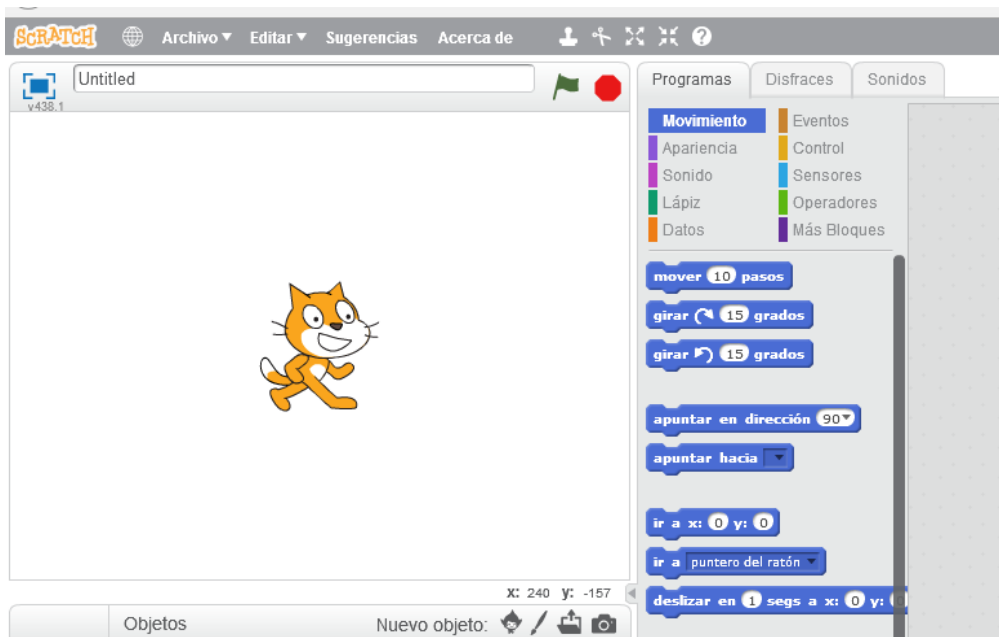 SCRATCH Archivo▼ Editar▼ Sugerencias Acerca de
Untitled
v438.1
Programas Disfraces Sonidos
Movimiento Eventos
Apariencia Control
Sonido Sensores
Lápiz Operadores
Datos Más Bloques
mover 10 pasos
girar 15 grados
girar 15 grados
apuntar en dirección 90▼
apuntar hacia
ir a x: 0 y: 0
ir a puntero del ratón
deslizar en 1 segs a x: 0 y: 0
X: 240 y: -157
Objetos Nuevo objeto: